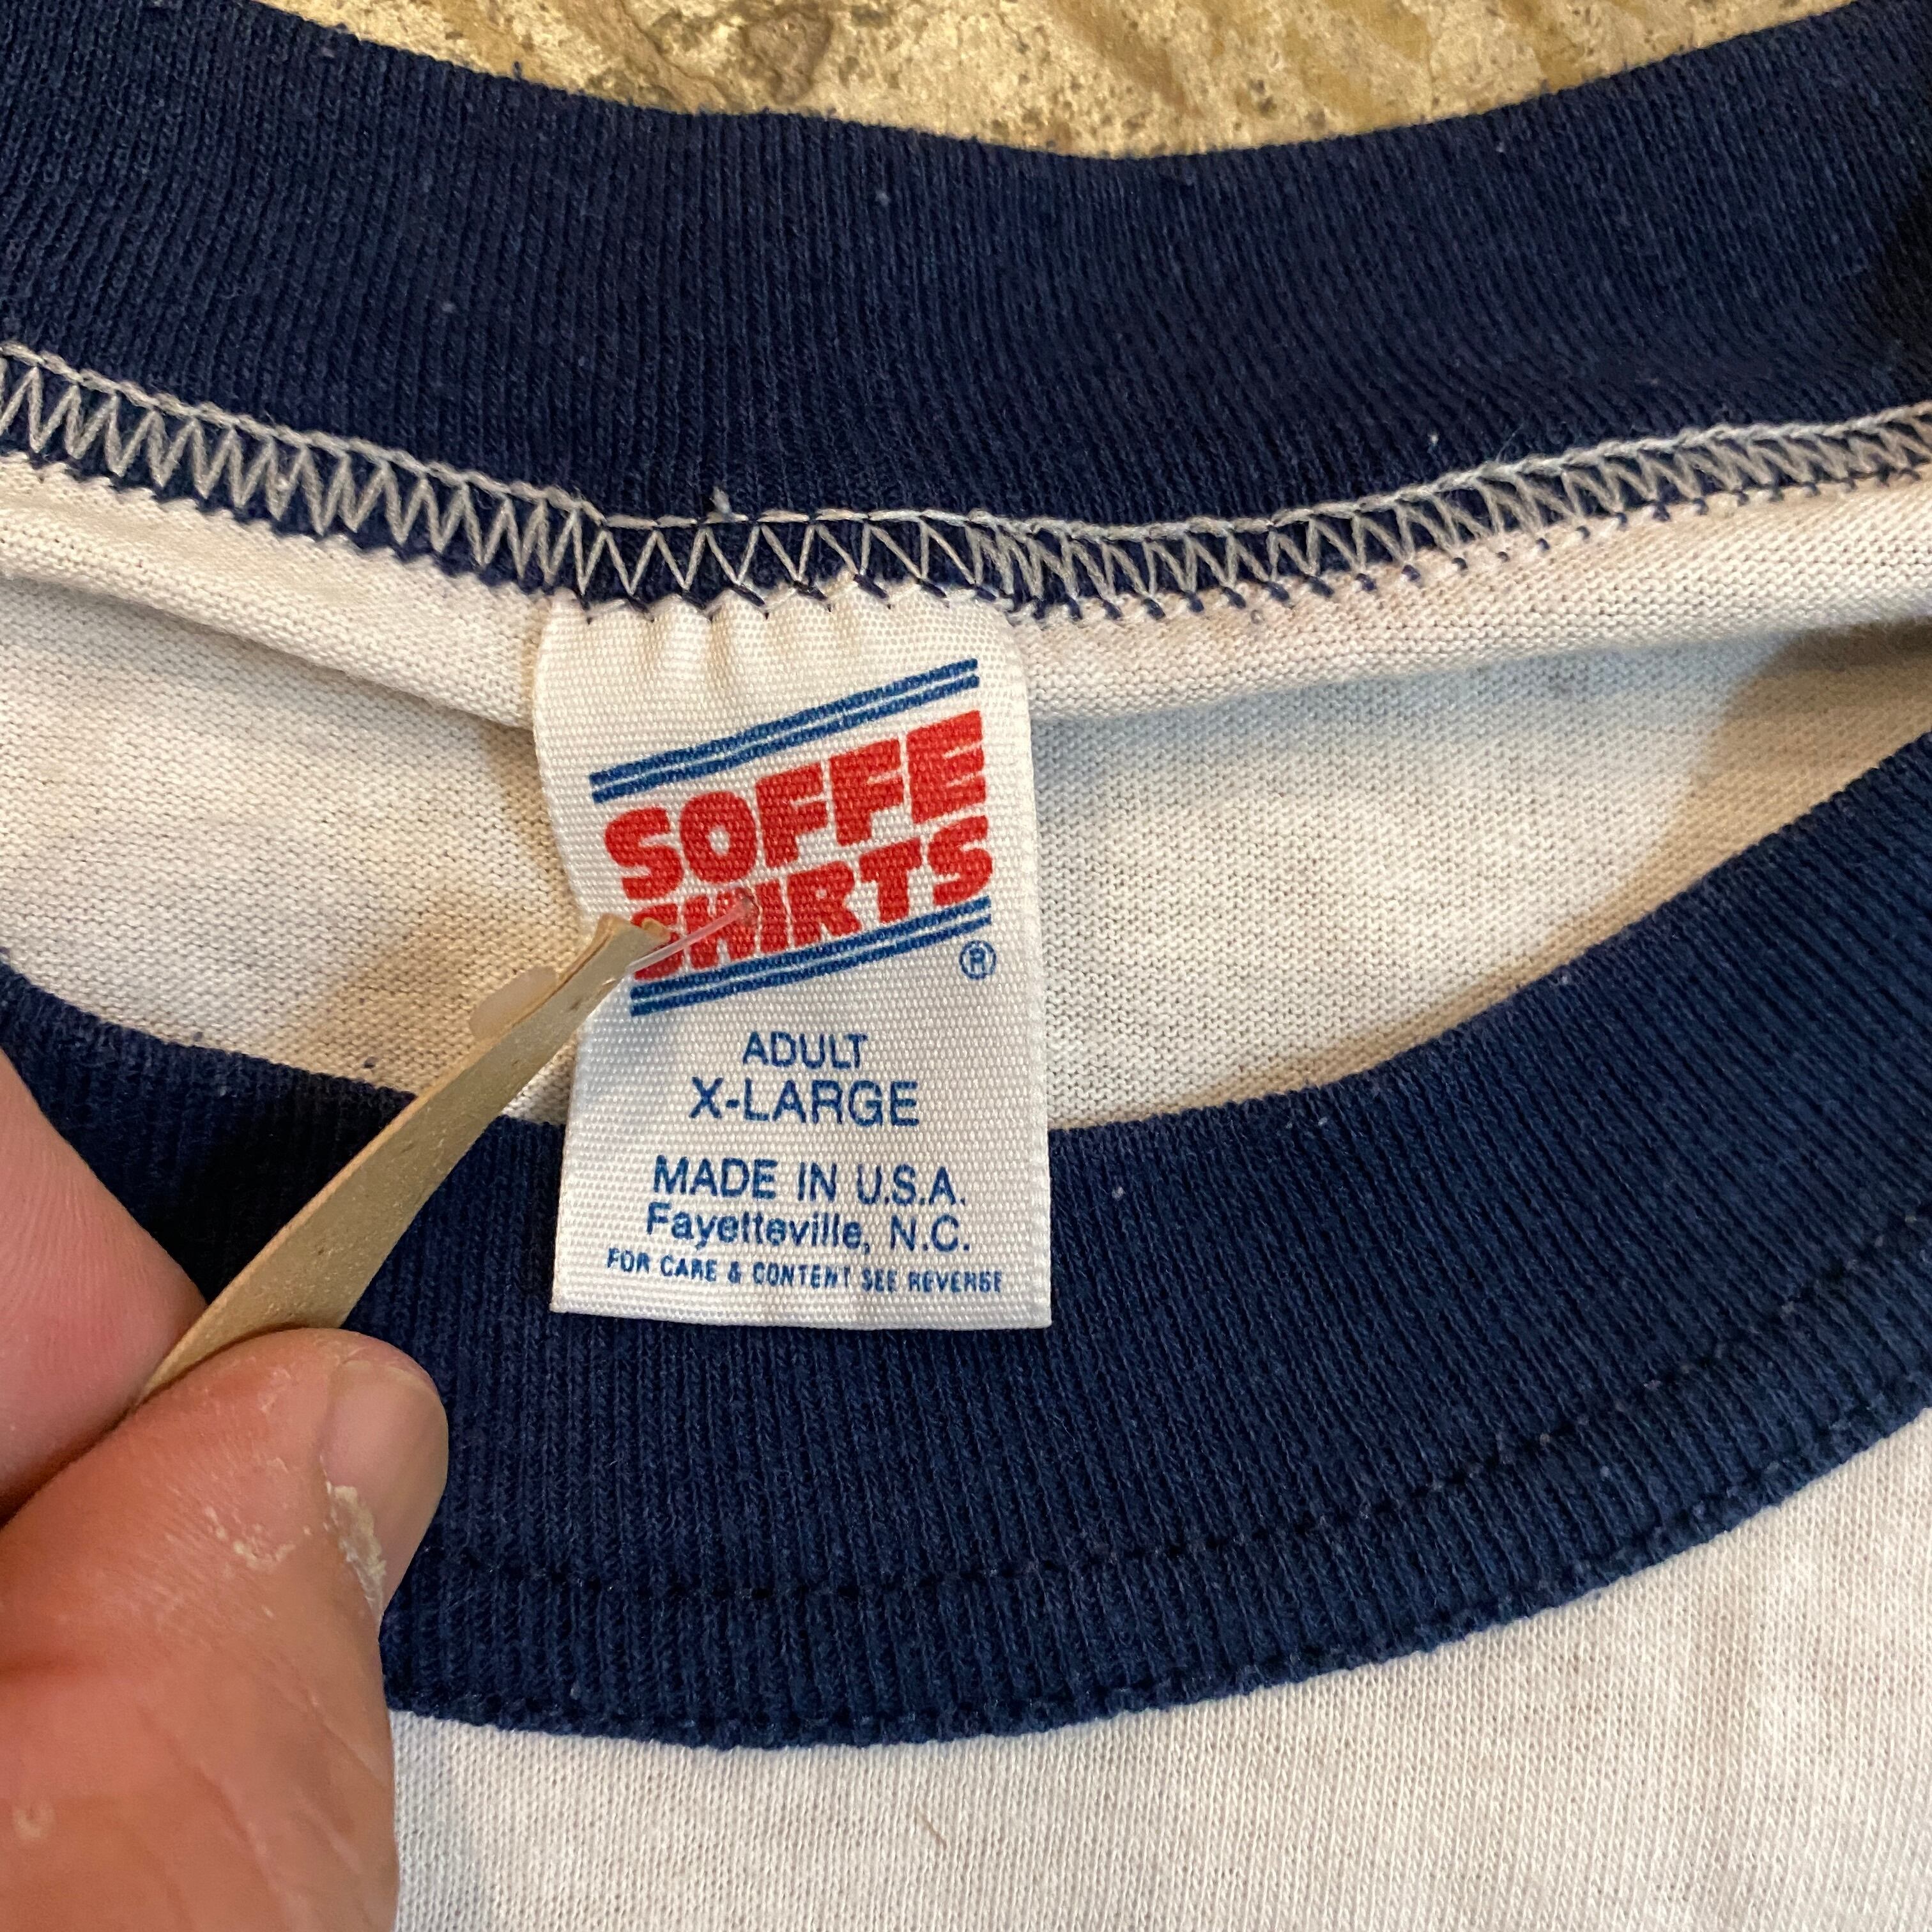 SOFFE
SHIRTS
®
ADULT
X-LARGE
MADE IN U.S.A.
Fayetteville, N.C.
FOR CARE & CONTENT SEE REVERSE